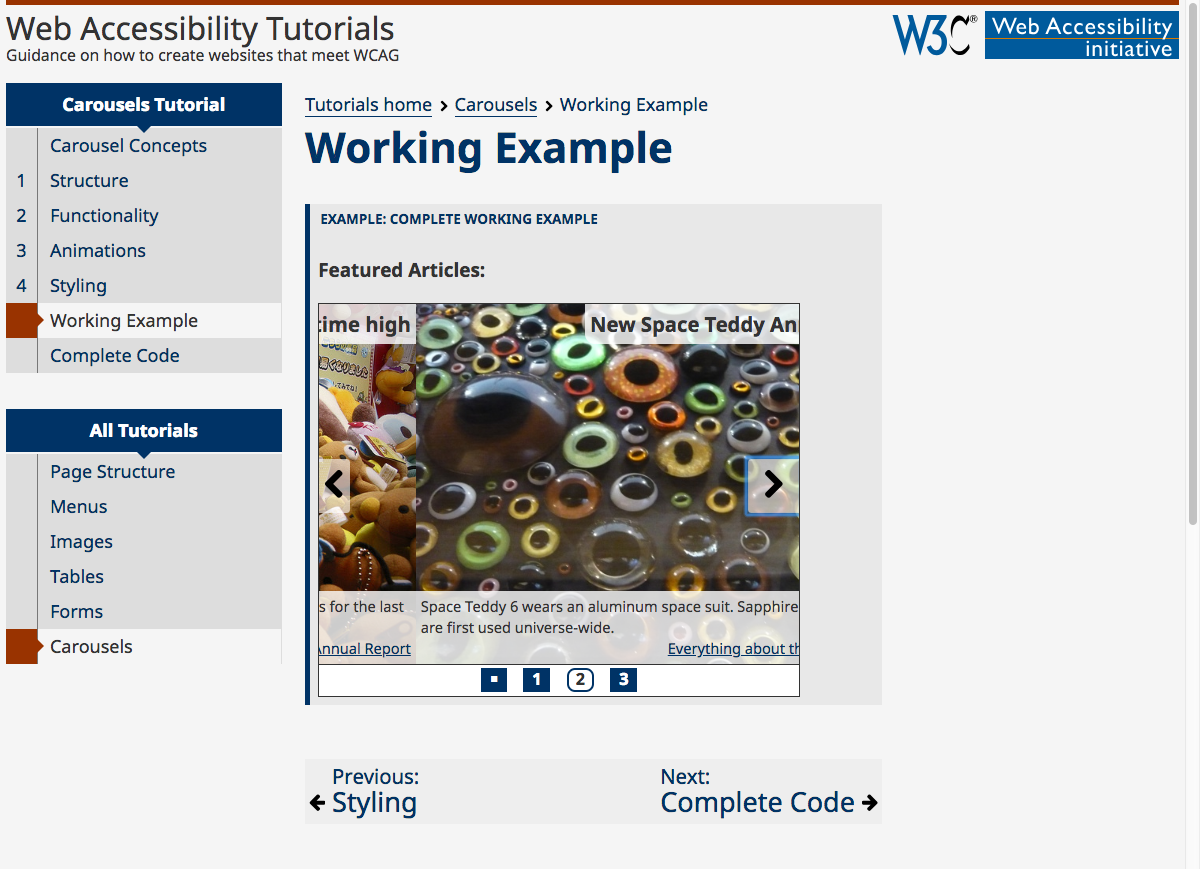 Web Accessibility Tutorials
Guidance on how to create websites that meet WCAG
W3C®
Web Accessibility
initiative
Carousels Tutorial
Carousel Concepts
1 Structure
2 Functionality
3 Animations
4 Styling
Working Example
Complete Code
All Tutorials
Page Structure
Menus
Images
Tables
Forms
Carousels
Tutorials home > Carousels > Working Example
Working Example
EXAMPLE: COMPLETE WORKING EXAMPLE
Featured Articles:
time high
New Space Teddy An
s for the last
Space Teddy 6 wears an aluminum space suit. Sapphire
are first used universe-wide.
Annual Report
Everything about th
1 2 3
Previous:
Styling
Next:
Complete Code